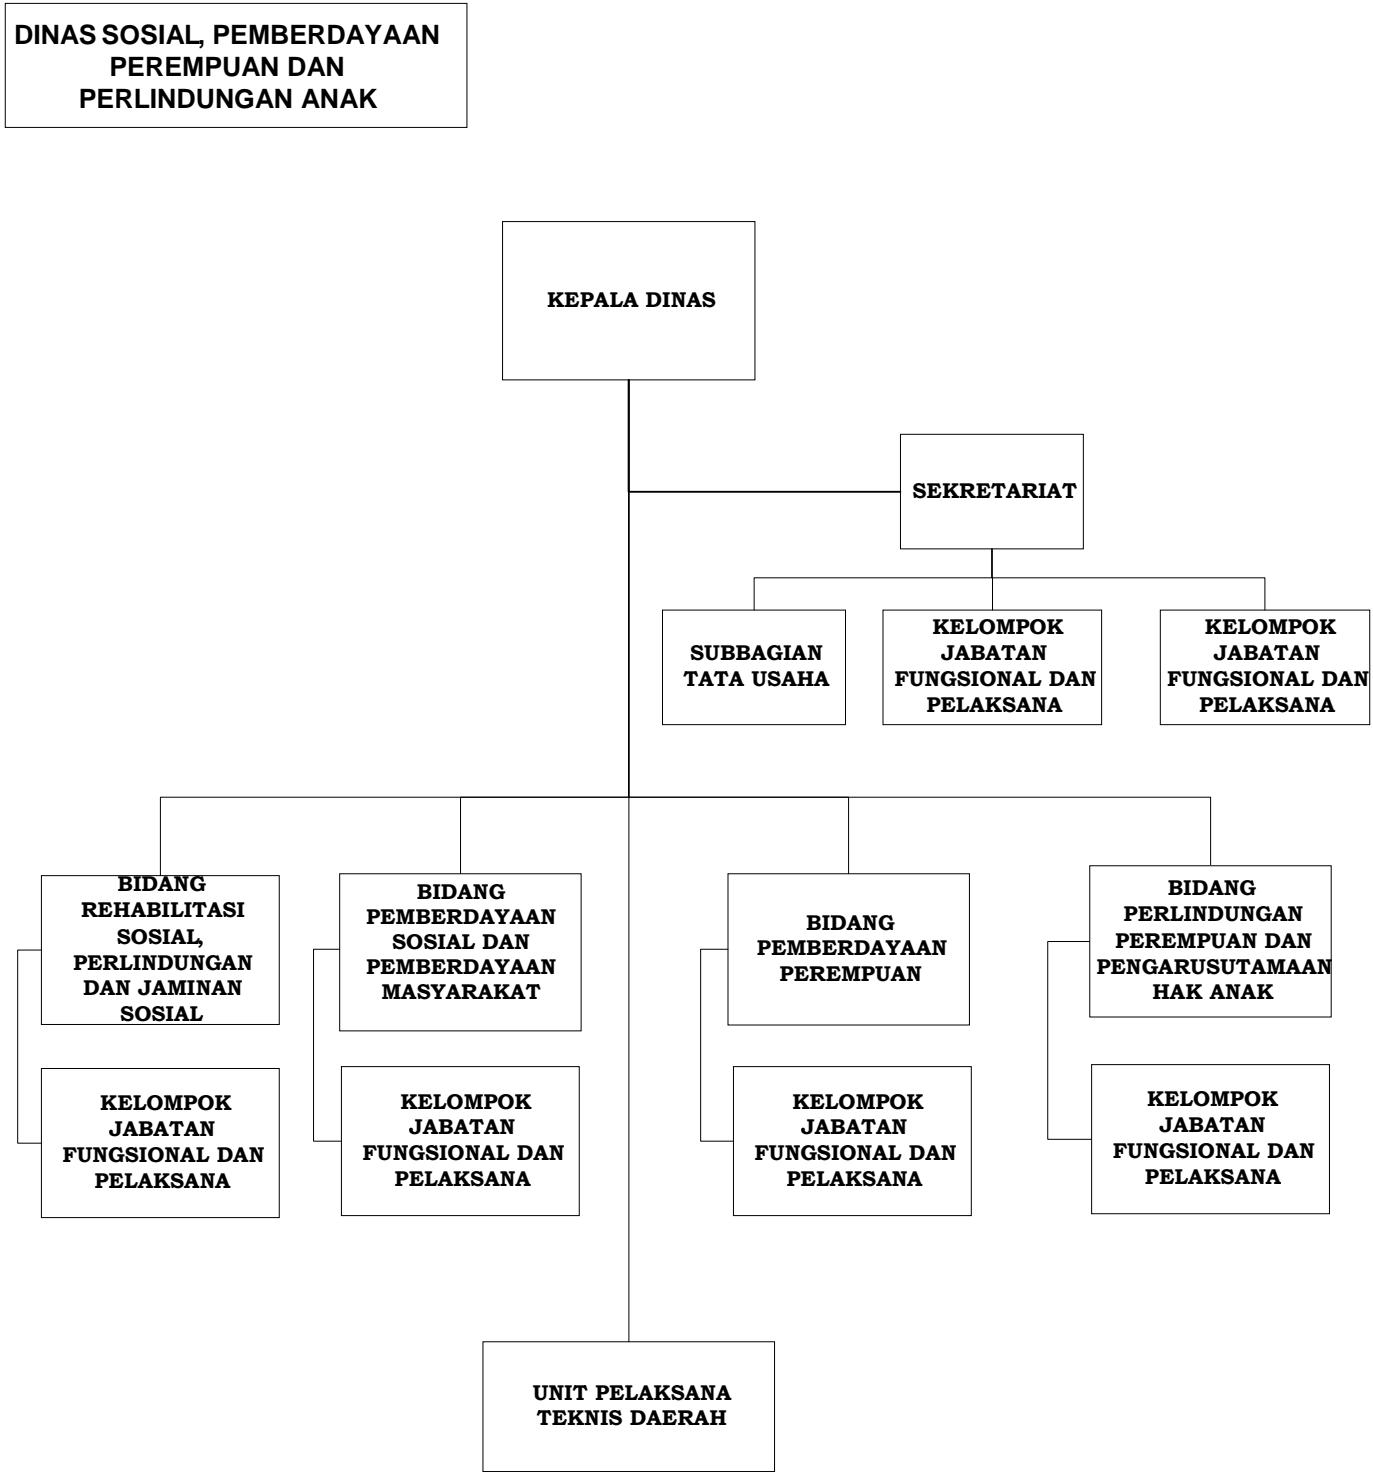 DINAS SOSIAL, PEMBERDAYAAN
PEREMPUAN DAN
PERLINDUNGAN ANAK
KEPALA DINAS
SEKRETARIAT
SUBBAGIAN
TATA USAHA
KELOMPOK
JABATAN
FUNGSIONAL DAN
PELAKSANA
KELOMPOK
JABATAN
FUNGSIONAL DAN
PELAKSANA
BIDANG
REHABILITASI
SOSIAL,
PERLINDUNGAN
DAN JAMINAN
SOSIAL
BIDANG
PEMBERDAYAAN
SOSIAL DAN
PEMBERDAYAAN
MASYARAKAT
BIDANG
PEMBERDAYAAN
PEREMPUAN
BIDANG
PERLINDUNGAN
PEREMPUAN DAN
PENGARUSUTAMAAN
HAK ANAK
KELOMPOK
JABATAN
FUNGSIONAL DAN
PELAKSANA
KELOMPOK
JABATAN
FUNGSIONAL DAN
PELAKSANA
KELOMPOK
JABATAN
FUNGSIONAL DAN
PELAKSANA
KELOMPOK
JABATAN
FUNGSIONAL DAN
PELAKSANA
UNIT PELAKSANA
TEKNIS DAERAH